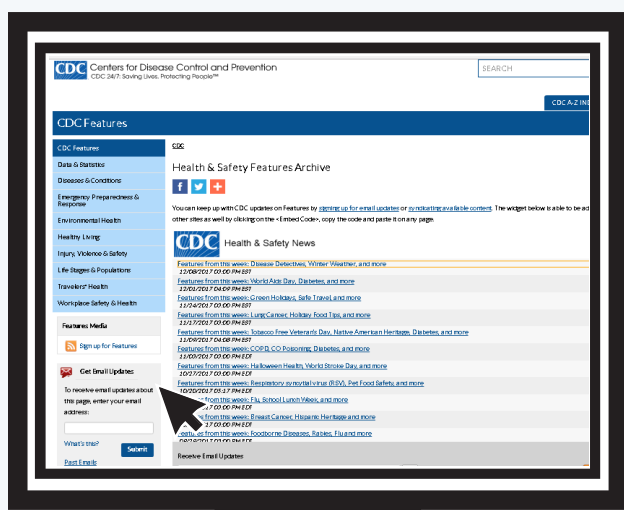 CDC Centers for Disease Control and Prevention
CDC 24/7: Saving Lives. Protecting People™
SEARCH
CDC A-Z IN
CDC Features
CDC Features
Data & Statistics
Diseases & Conditions
Emergency Preparedness &
Response
Environmental Health
Healthy Living
Injury, Violence & Safety
Life Stages & Populations
Travelers' Health
Workplace Safety & Health
Features Media
Sign up for Features
Get Email Updates
To receive email updates about
this page, enter your email
address:
What's this?
Submit
Past Emails
CDC
Health & Safety Features Archive
You can keep up with CDC updates on Features by signing up for email updates or syndicating available content. The widget below is able to be ad
other sites as well by clicking on the <Embed Code>, copy the code and paste it on any page.
CDC Health & Safety News
Features from this week: Disease Detectives, Winter Weather, and more
12/08/2017 03:00 PM EST
Features from this week: World Aids Day, Diabetes, and more
12/01/2017 04:09 PM EST
Features from this week: Green Holidays, Safe Travel, and more
11/24/2017 03:00 PM EST
Features from this week: Lung Cancer, Holiday Food Tips, and more
11/17/2017 03:00 PM EST
Features from this week: Tobacco Free Veteran's Day, Native American Heritage, Diabetes, and more
11/09/2017 04:58 PM EST
Features from this week: COPD, CO Poisoning, Diabetes, and more
11/03/2017 03:00 PM EDT
Features from this week: Halloween Health, World Stroke Day, and more
10/27/2017 03:00 PM EDT
Features from this week: Respiratory syncytial virus (RSV), Pet Food Safety, and more
10/20/2017 05:17 PM EDT
from this week: Flu, School Lunch Week, and more
2017 03:00 PM EDT
from this week: Breast Cancer, Hispanic Heritage and more
2017 03:00 PM EDT
Features from this week: Foodborne Diseases, Rabies, Flu and more
03:00 PM EDT
Receive Email Updates